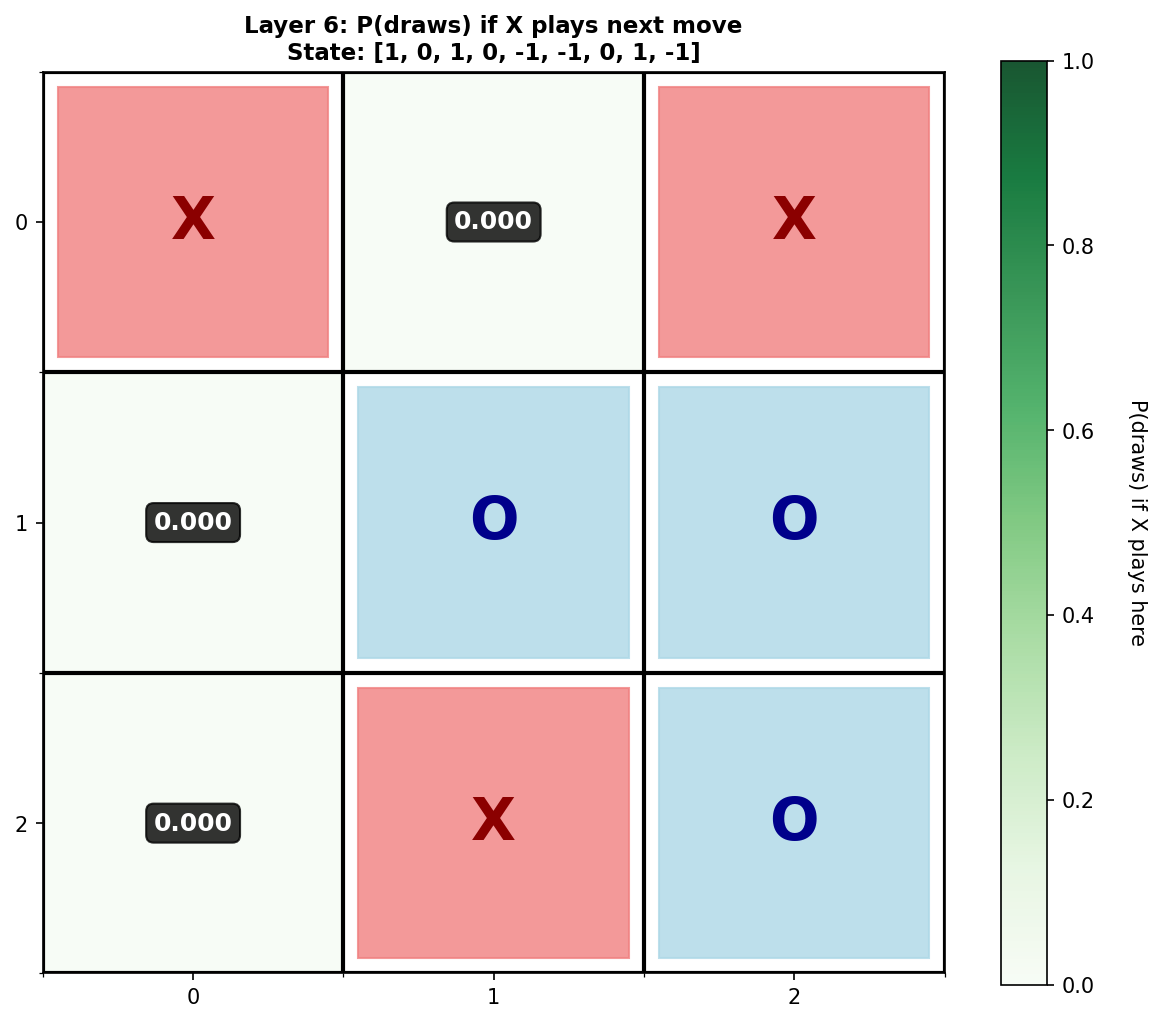 Layer 6: P(draws) if X plays next move
State: [1, 0, 1, 0, -1, -1, 0, 1, -1]
X
0.000
X
0
0.000
O
O
1
0.000
X
O
2
0
1
2
1.0
0.8
0.6
0.4
0.2
0.0
P(draws) if X plays here